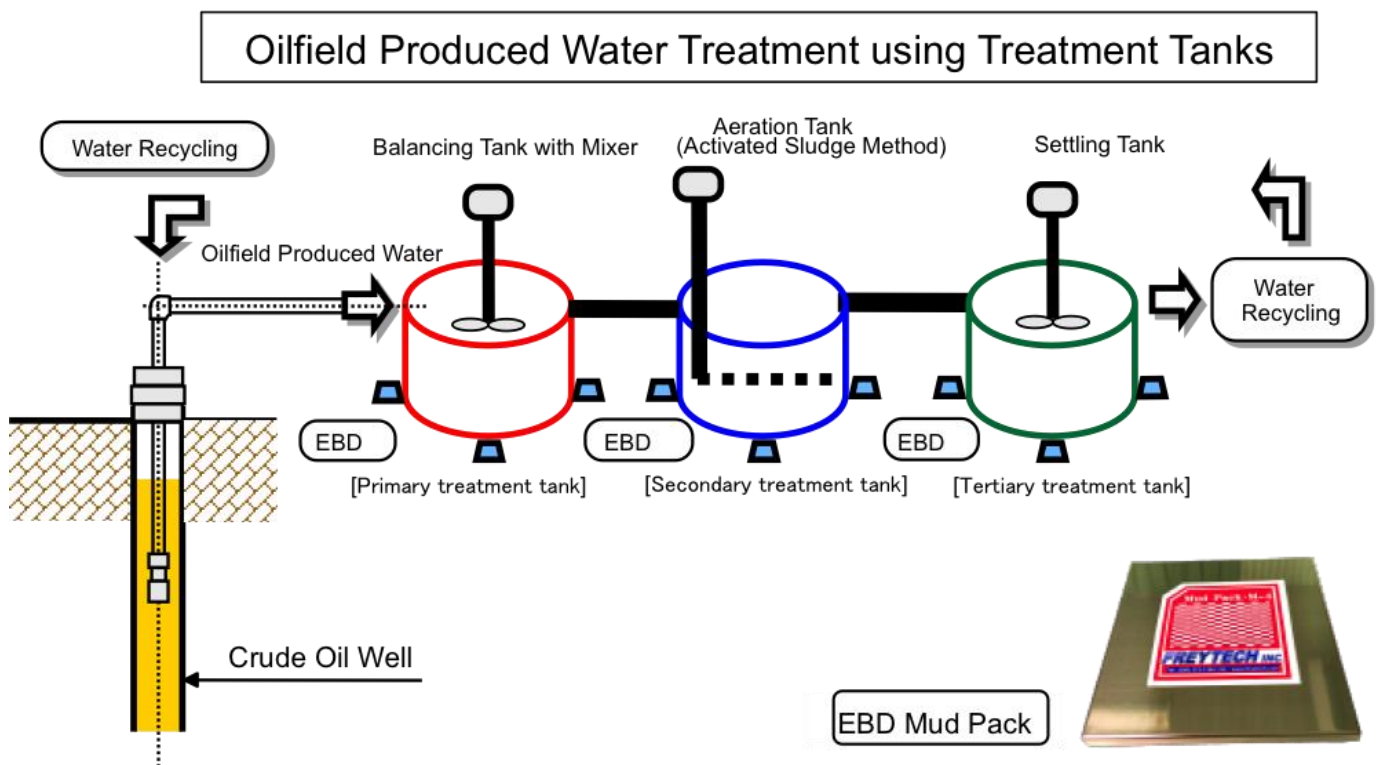 Oilfield Produced Water Treatment using Treatment Tanks
Water Recycling
Balancing Tank with Mixer
Aeration Tank
(Activated Sludge Method)
Settling Tank
Oilfield Produced Water
Water
Recycling
EBD
EBD
EBD
[Primary treatment tank]
[Secondary treatment tank]
[Tertiary treatment tank]
Crude Oil Well
EBD Mud Pack
Mud Pack
FREYTECH INC